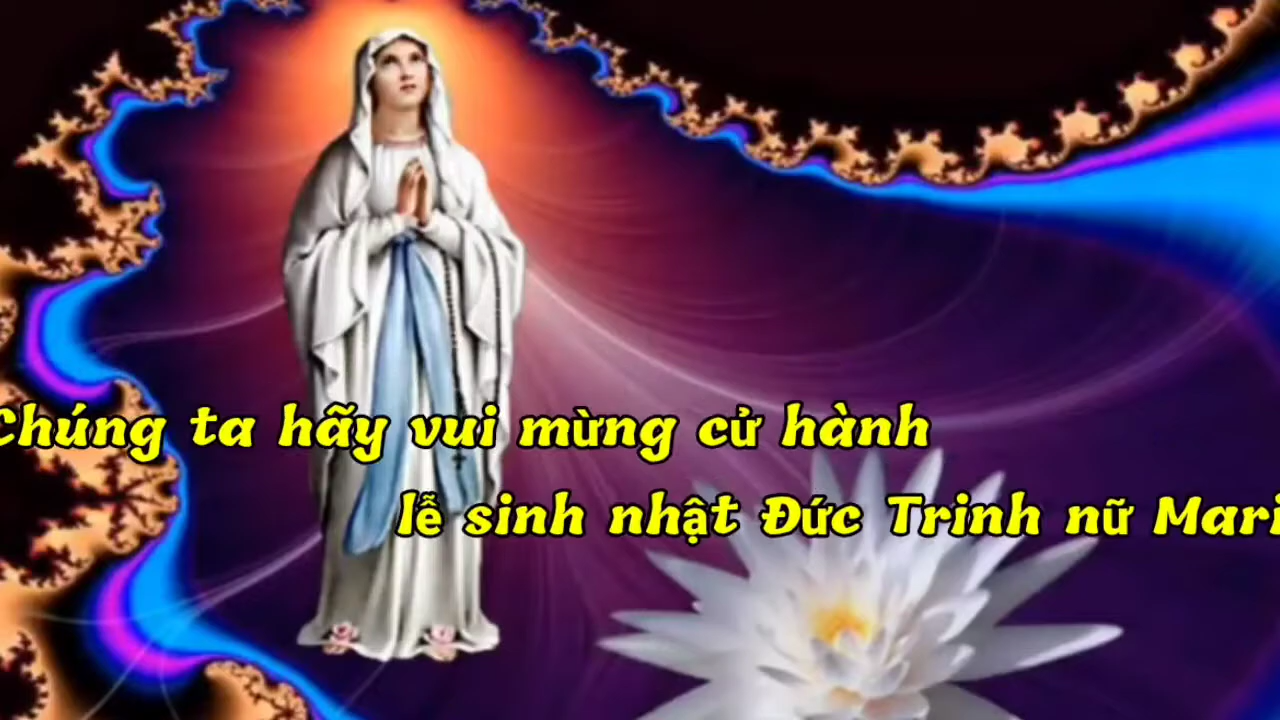 Chúng ta hãy vui mừng cử hành
lễ sinh nhật Đức Trinh nữ Mari